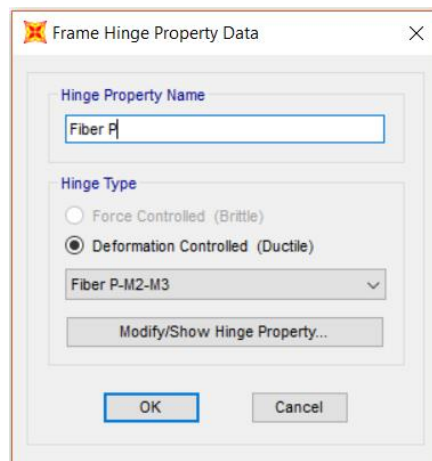 Frame Hinge Property Data
Hinge Property Name
Fiber P
Hinge Type
Force Controlled (Brittle)
Deformation Controlled (Ductile)
Fiber P-M2-M3
Modify/Show Hinge Property...
OK Cancel